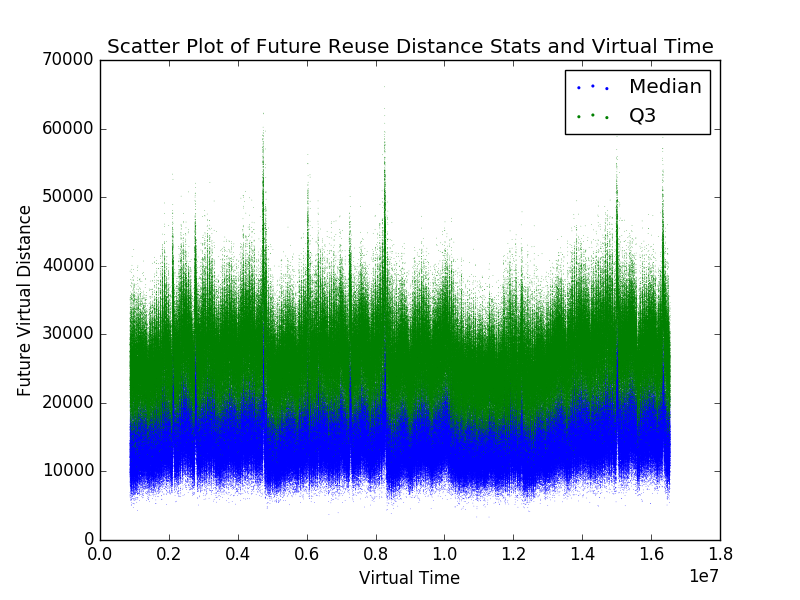 Scatter Plot of Future Reuse Distance Stats and Virtual Time
70000
60000
50000
40000
30000
20000
10000
0
Future Virtual Distance
Median
Q3
0.0 0.2 0.4 0.6 0.8 1.0 1.2 1.4 1.6 1.8
1e7
Virtual Time